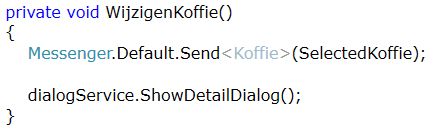 private void WijzigenKoffie()
{
Messenger.Default.Send<Koffie>(SelectedKoffie);
dialogService.ShowDetailDialog();
}